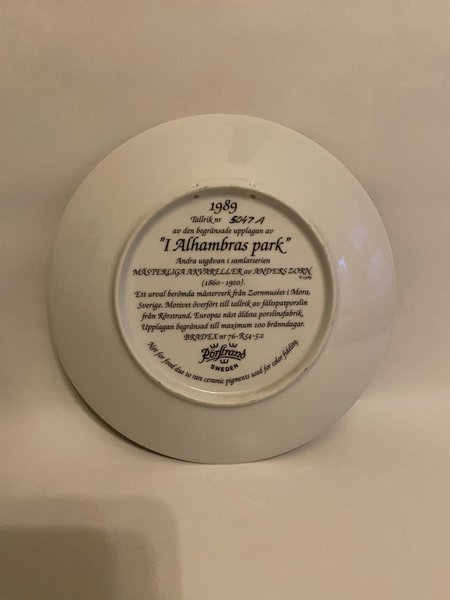 1989
Tallrik nr 5047A
av den begränsade upplagan av
"I Alhambras park"
Andra utgåvan i samlarserien
MÄSTERLIGA AKVARELLER av ANDERS ZORN
(1860 - 1920).
© 1989
Ett urval berömda mästerverk från Zornmuséet i Mora,
Sverige. Motivet överfört till tallrik av fältspatporslin
från Rörstrand, Europas näst äldsta porslinsfabrik.
Upplagan begränsad till maximum 100 bränndagar.
BRADEX nr 76-R54-5.2
Rörstrand
SWEDEN
Not for food due to rare ceramic pigments used for color fidelity.